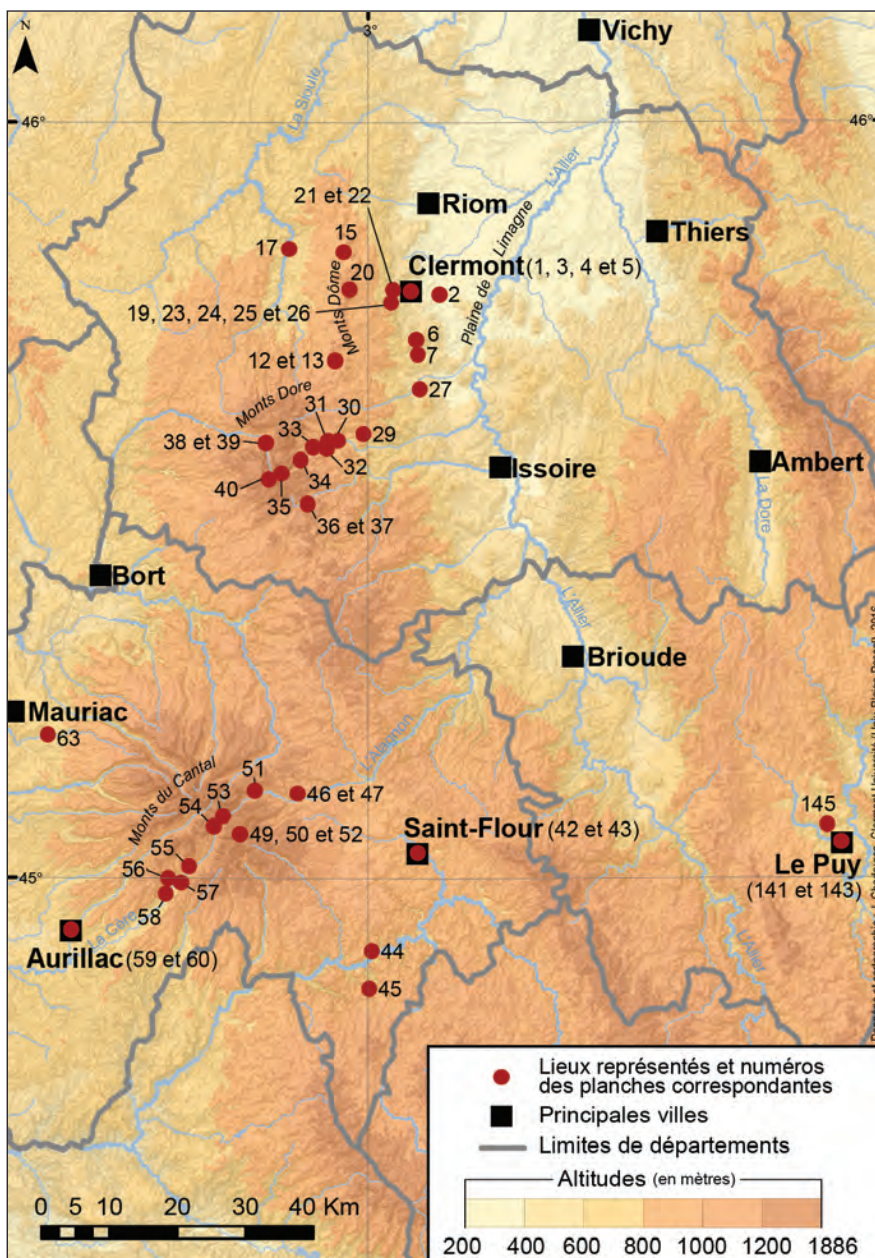 N
3°
Vichy
La Sioule
46°
46°
21 et 22
Riom
L'Allier
17
15
Plaine de Limagne
Thiers
Clermont (1, 3, 4 et 5)
20
2
Monts Dôme
19, 23, 24, 25 et 26
6
7
12 et 13
27
Monts Dore
31
30
33
29
38 et 39
32
34
Issoire
Ambert
40
35
La Dore
36 et 37
Bort
L'Allier
Brioude
Mauriac
63
L'Alagnon
Monts du Cantal
51
53
46 et 47
54
145
49, 50 et 52
Saint-Flour (42 et 43)
55
Le Puy
(141 et 143)
56
45°
57
58
La Cère
L'Allier
Aurillac (59 et 60)
44
45
Lieux représentés et numéros
des planches correspondantes
Principales villes
Limites de départements
Altitudes (en mètres)
0 5 10 20 30 40 Km
200 400 600 800 1000 1200 1886